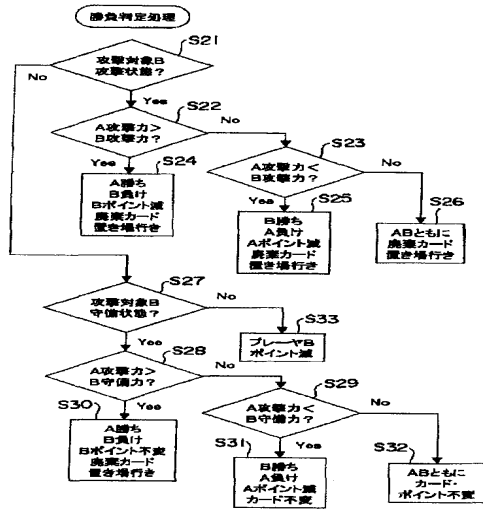 勝負判定処理
S21
攻撃対象B
攻撃状態?
No
Yes
S22
A攻撃力>
B攻撃力?
No
Yes
S23
A攻撃力<
B攻撃力?
No
Yes
S24
A勝ち
B負け
Bポイント減
廃棄カード
置き場行き
S25
B勝ち
A負け
Aポイント減
廃棄カード
置き場行き
S26
ABともに
廃棄カード
置き場行き
S27
攻撃対象B
守備状態?
No
Yes
S33
プレーヤB
ポイント減
S28
A攻撃力>
B守備力?
No
Yes
S29
A攻撃力<
B守備力?
No
Yes
S30
A勝ち
B負け
Bポイント不変
廃棄カード
置き場行き
S31
B勝ち
A負け
Aポイント減
カード不変
S32
ABともに
カード・
ポイント不変